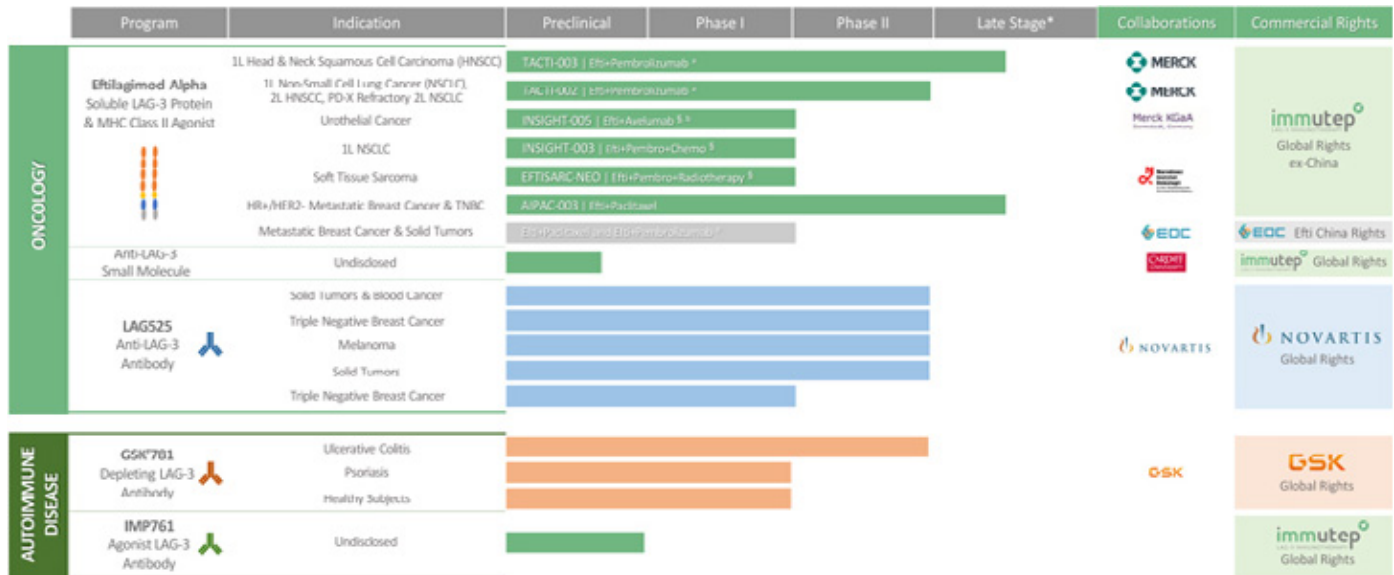 Program Indication Preclinical Phase I Phase II Late Stage* Collaborations Commercial Rights
ONCOLOGY
Eftilagimod Alpha
Soluble LAG-3 Protein
& MHC Class II Agonist
1L Head & Neck Squamous Cell Carcinoma (HNSCC)
TACTI-003 | Efti+Pembrolizumab
MERCK
1L Non-Small Cell Lung Cancer (NSCLC),
2L HNSCC, PD-X Refractory 2L NSCLC
TACTI-002 | Efti+Pembrolizumab
MERCK
Urothelial Cancer
INSIGHT-005 | Efti+Avelumab $
Merck KGaA
1L NSCLC
INSIGHT-003 | Efti+Pembro+Chemo $
Soft Tissue Sarcoma
EFTISARC-NEO | Efti+Pembro+Radiotherapy $
HR+/HER2- Metastatic Breast Cancer & TNBC
AIPAC-003 | Efti+Paclitaxel
immutep
Global Rights
ex-China
Metastatic Breast Cancer & Solid Tumors
Efti+Paclitaxel and Efti+Pembrolizumab
EOC
EOC Efti China Rights
Anti-LAG-3
Small Molecule
Undisclosed
CARDIFF
UNIVERSITY
immutep Global Rights
LAG525
Anti-LAG-3
Antibody
Solid Tumors & Blood Cancer
Triple Negative Breast Cancer
Melanoma
Solid Tumors
Triple Negative Breast Cancer
NOVARTIS
NOVARTIS
Global Rights
AUTOIMMUNE
DISEASE
GSK'781
Depleting LAG-3
Antibody
Ulcerative Colitis
Psoriasis
Healthy Subjects
GSK
GSK
Global Rights
IMP761
Agonist LAG-3
Antibody
Undisclosed
immutep
Global Rights